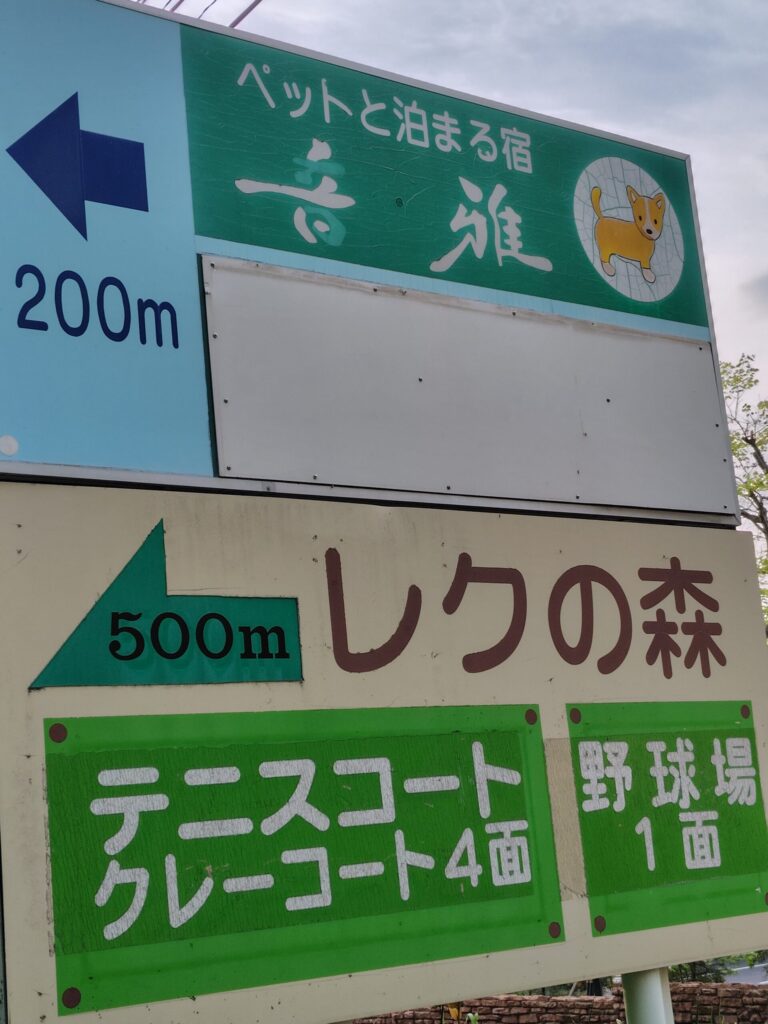 ペットと泊まる宿
音 雅
200m
500m
レクの森
テニスコート
クレーコート4面
野球場
1面